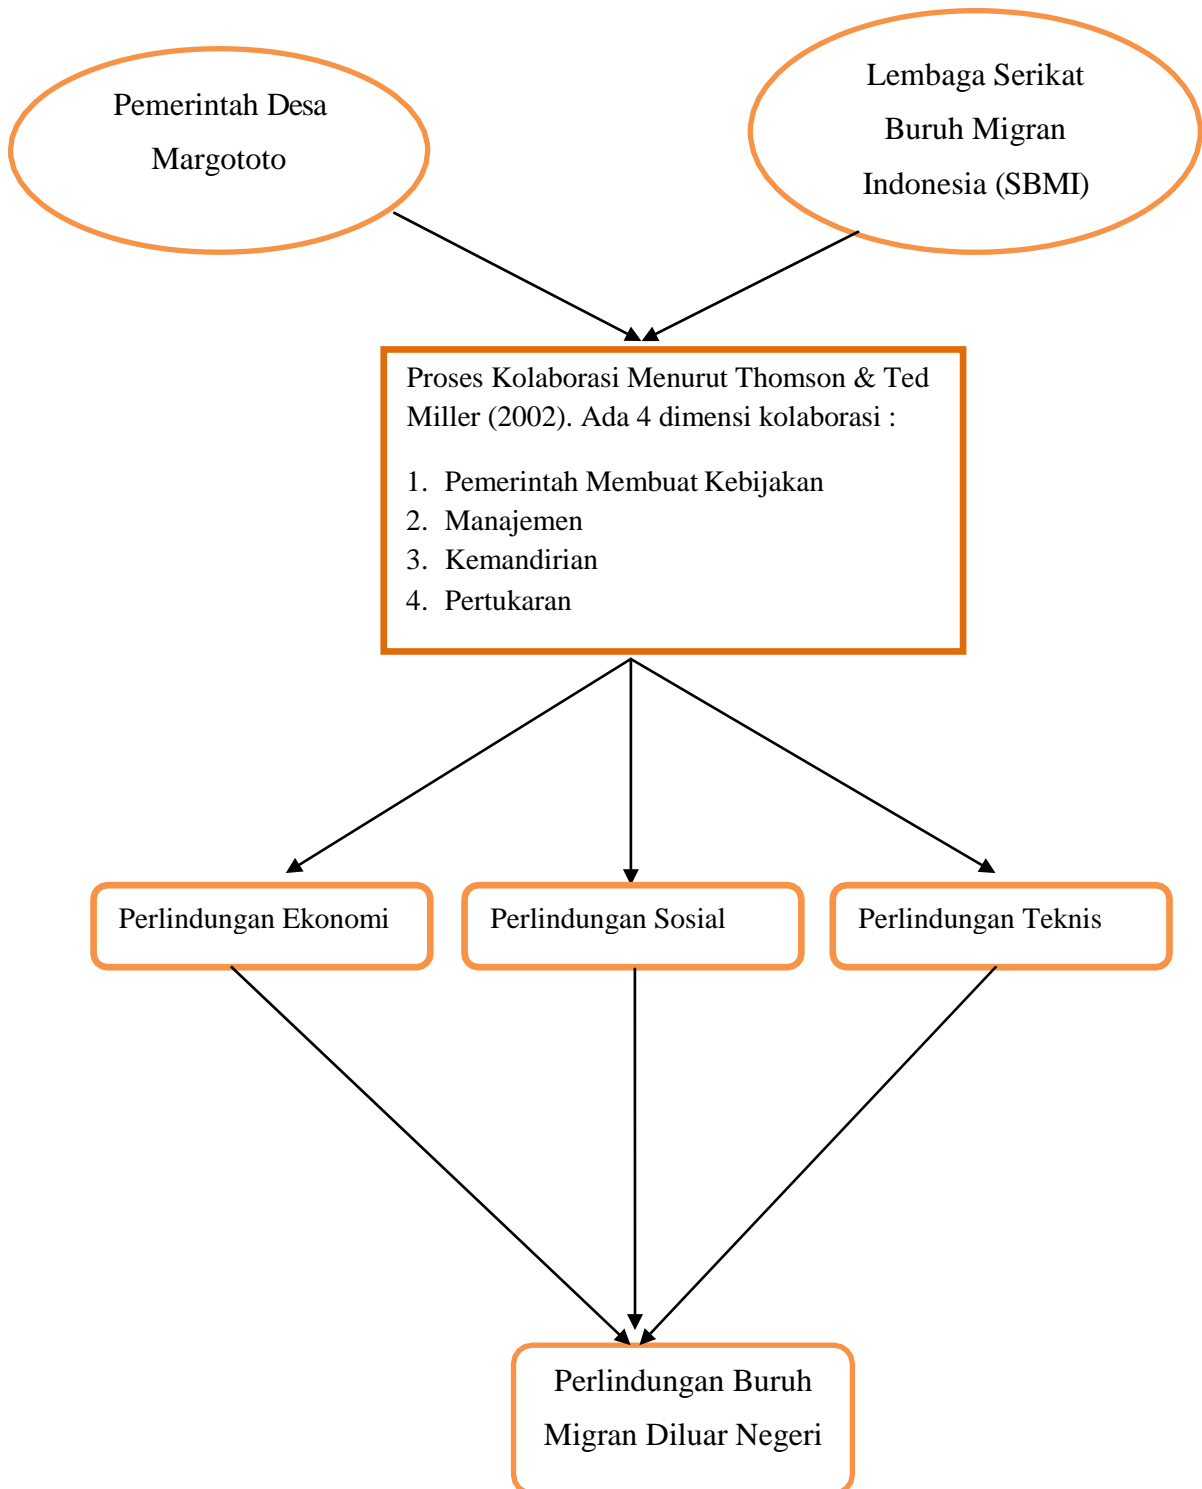 Pemerintah Desa
Margototo
Lembaga Serikat
Buruh Migran
Indonesia (SBMI)
Proses Kolaborasi Menurut Thomson & Ted
Miller (2002). Ada 4 dimensi kolaborasi :
1. Pemerintah Membuat Kebijakan
2. Manajemen
3. Kemandirian
4. Pertukaran
Perlindungan Ekonomi
Perlindungan Sosial
Perlindungan Teknis
Perlindungan Buruh
Migran Diluar Negeri